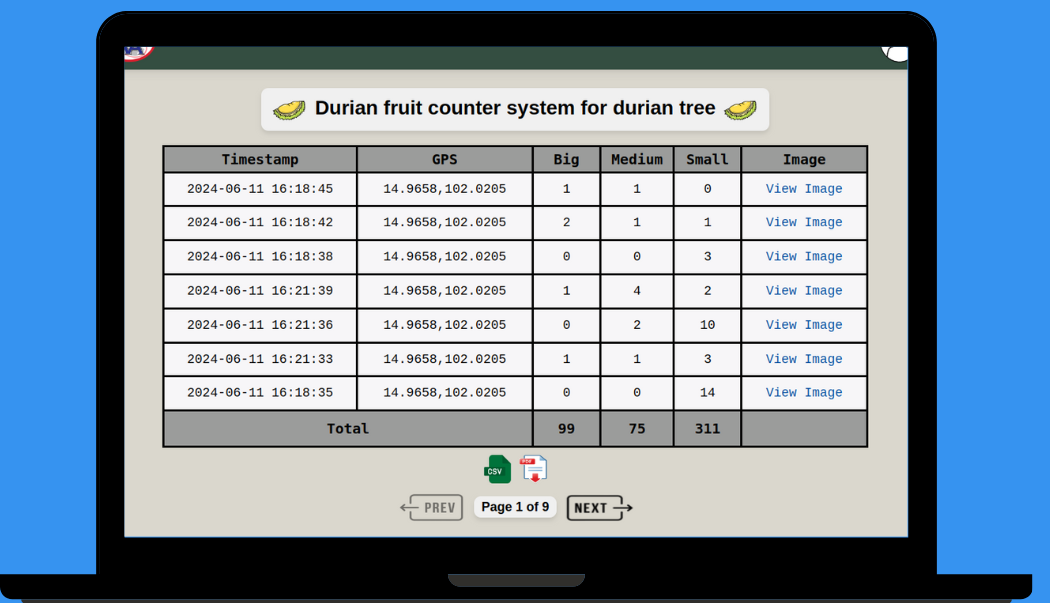 Durian fruit counter system for durian tree
Timestamp GPS Big Medium Small Image
2024-06-11 16:18:45 14.9658,102.0205 1 1 0 View Image
2024-06-11 16:18:42 14.9658,102.0205 2 1 1 View Image
2024-06-11 16:18:38 14.9658,102.0205 0 0 3 View Image
2024-06-11 16:21:39 14.9658,102.0205 1 4 2 View Image
2024-06-11 16:21:36 14.9658,102.0205 0 2 10 View Image
2024-06-11 16:21:33 14.9658,102.0205 1 1 3 View Image
2024-06-11 16:18:35 14.9658,102.0205 0 0 14 View Image
Total 99 75 311
CSV PDF
PREV Page 1 of 9 NEXT